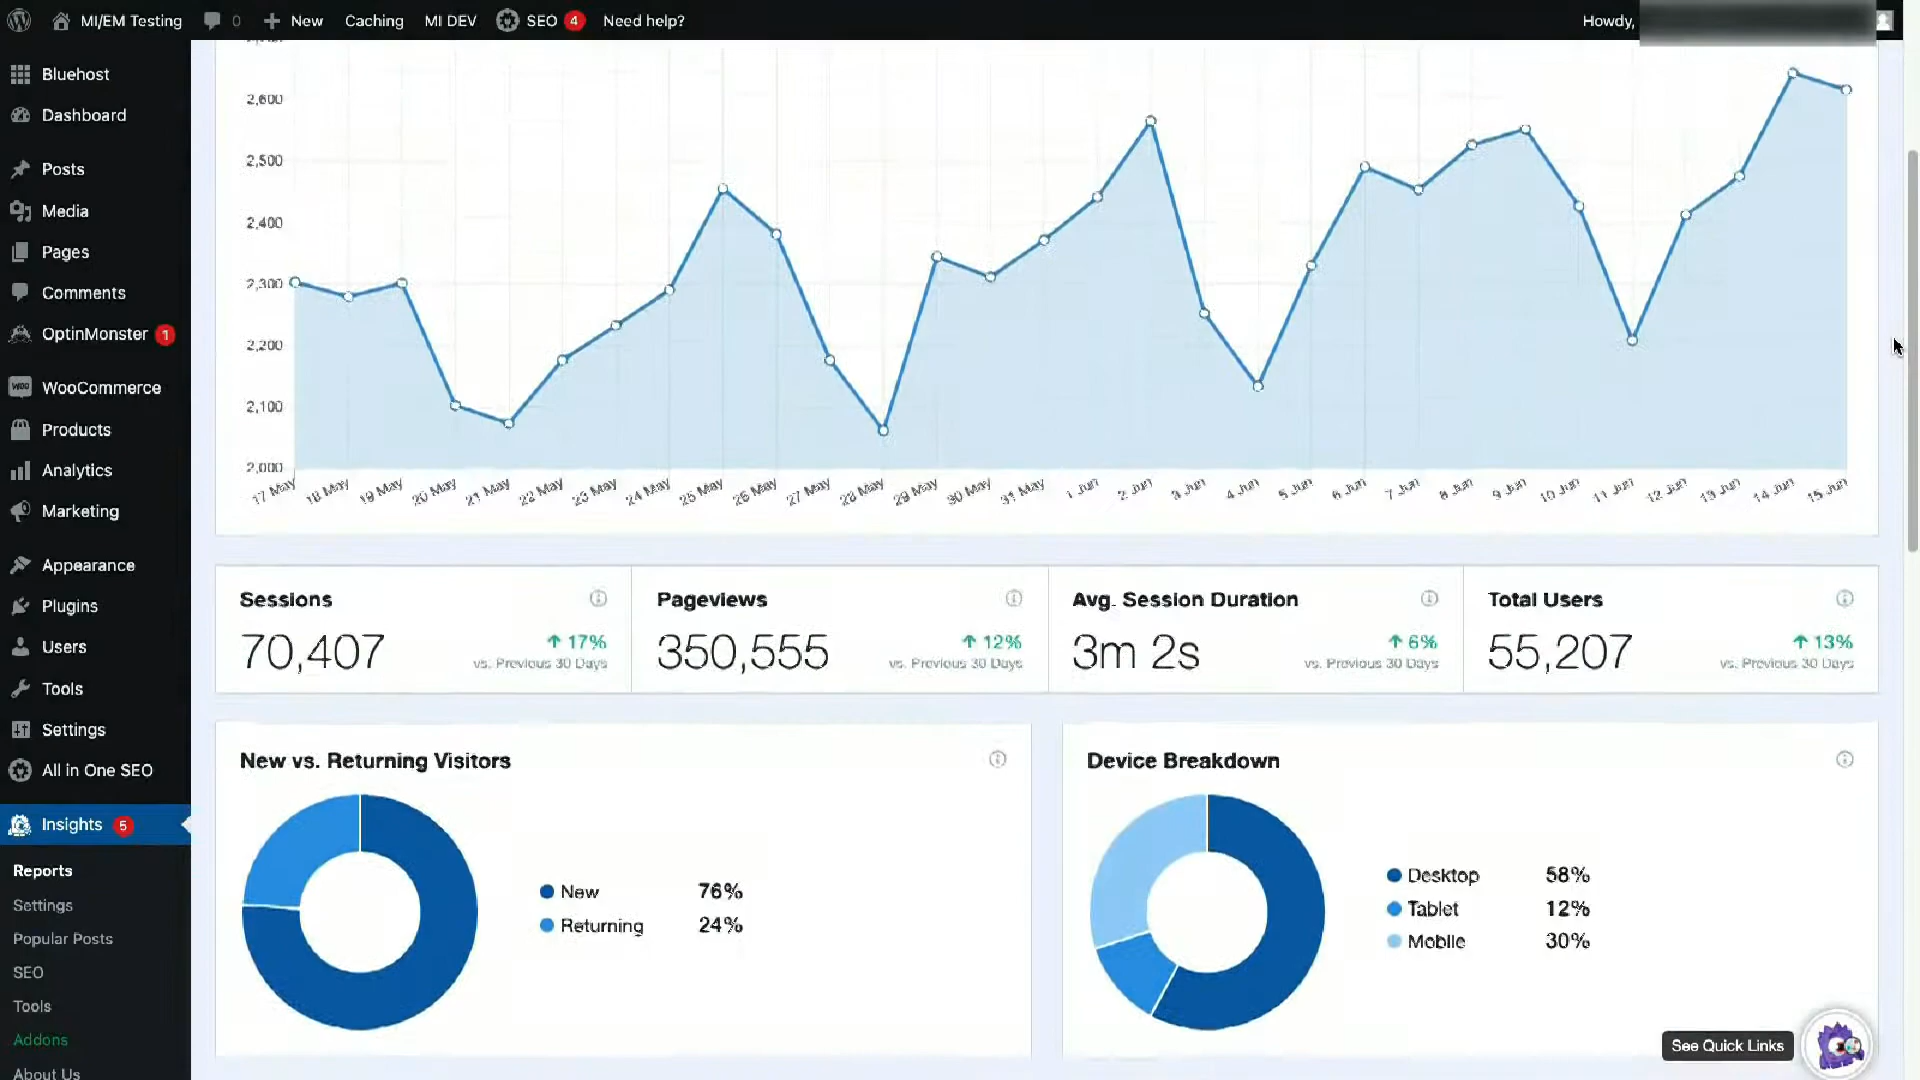 MI/EM Testing
0
New
Caching
MI DEV
SEO 4
Need help?
Howdy,
Bluehost
Dashboard
Posts
Media
Pages
Comments
OptinMonster 1
WooCommerce
Products
Analytics
Marketing
Appearance
Plugins
Users
Tools
Settings
All in One SEO
Insights 5
Reports
Settings
Popular Posts
SEO
Tools
Addons
About Us
2,600
2,500
2,400
2,300
2,200
2,100
2,000
17 May 18 May 19 May 20 May 21 May 22 May 23 May 24 May 25 May 26 May 27 May 28 May 29 May 30 May 31 May 1 Jun 2 Jun 3 Jun 4 Jun 5 Jun 6 Jun 7 Jun 8 Jun 9 Jun 10 Jun 11 Jun 12 Jun 13 Jun 14 Jun 15 Jun
Sessions
70,407
17%
vs. Previous 30 Days
Pageviews
350,555
12%
vs. Previous 30 Days
Avg. Session Duration
3m 2s
6%
vs. Previous 30 Days
Total Users
55,207
13%
vs. Previous 30 Days
New vs. Returning Visitors
New 76%
Returning 24%
Device Breakdown
Desktop 58%
Tablet 12%
Mobile 30%
See Quick Links